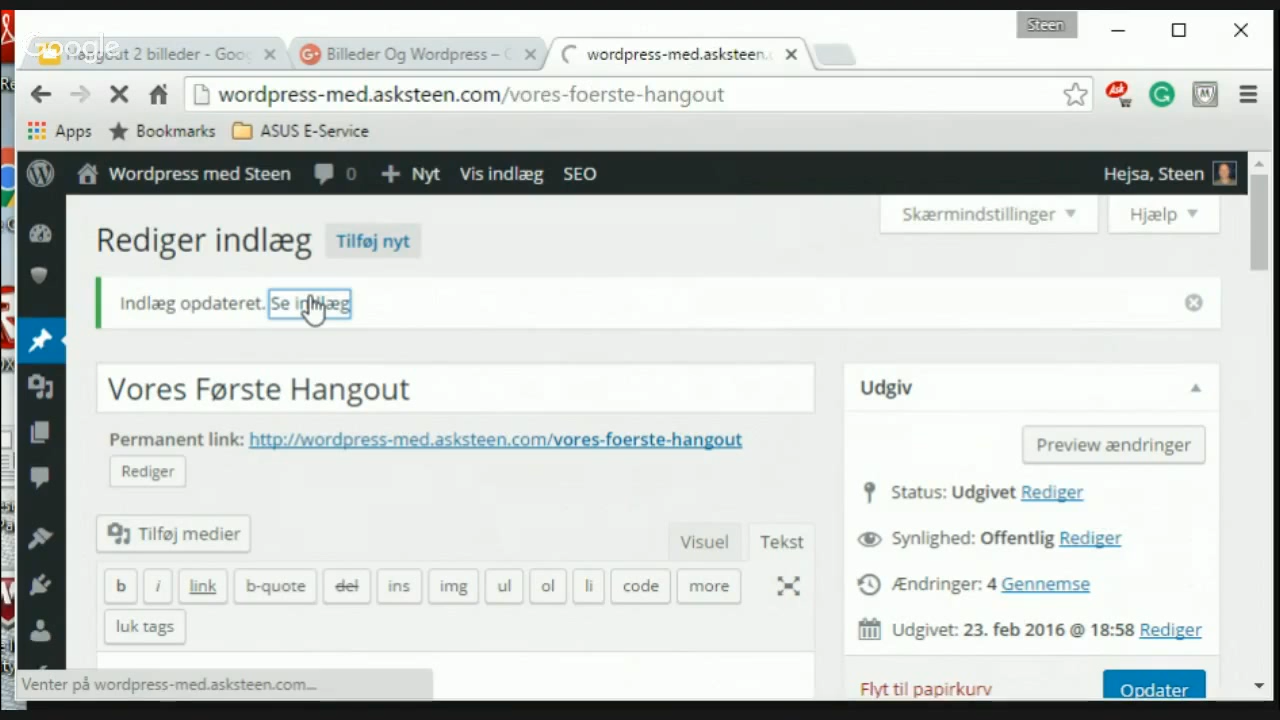 Steen
Google
Hangout 2 billeder - Goo
Billeder Og Wordpress –
wordpress-med.asksteen.
wordpress-med.asksteen.com/vores-foerste-hangout
Apps Bookmarks ASUS E-Service
Wordpress med Steen 0 Nyt Vis indlæg SEO Hejsa, Steen
Skærmindstillinger Hjælp
Rediger indlæg Tilføj nyt
Indlæg opdateret. Se indlæg
Vores Første Hangout
Permanent link: http://wordpress-med.asksteen.com/vores-foerste-hangout
Rediger
Tilføj medier
Visuel Tekst
b i link b-quote del ins img ul ol li code more
luk tags
Udgiv
Preview ændringer
Status: Udgivet Rediger
Synlighed: Offentlig Rediger
Ændringer: 4 Gennemse
Udgivet: 23. feb 2016 @ 18:58 Rediger
Flyt til papirkurv Opdater
Venter på wordpress-med.asksteen.com...